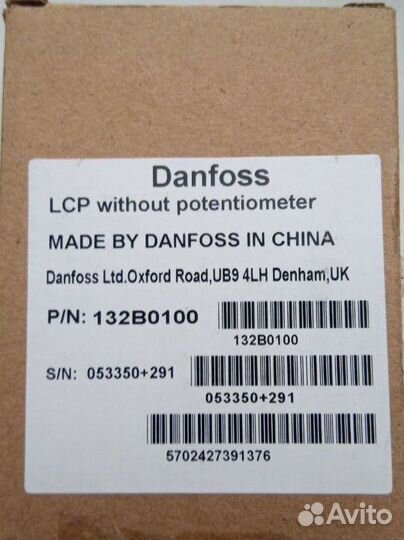 Danfoss
LCP without potentiometer
MADE BY DANFOSS IN CHINA
Danfoss Ltd.Oxford Road,UB9 4LH Denham,UK
P/N: 132B0100
132B0100
S/N: 053350+291
053350+291
5702427391376
Avito